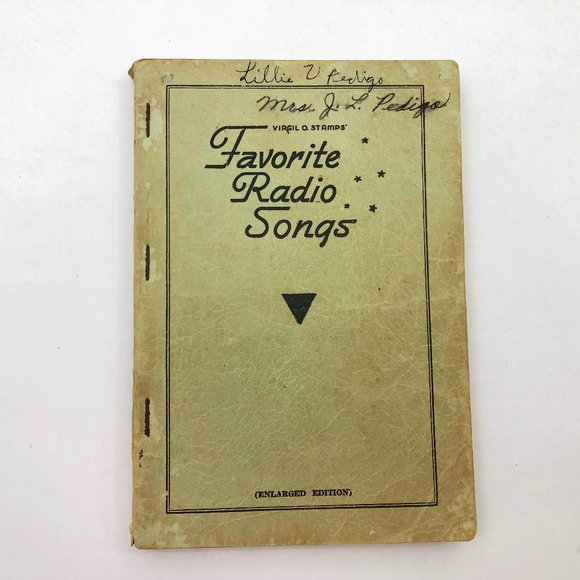 Lillie V Pedigo
Mrs. J. L. Pedigo
VIRGIL O. STAMPS'
Favorite
Radio
Songs
(ENLARGED EDITION)